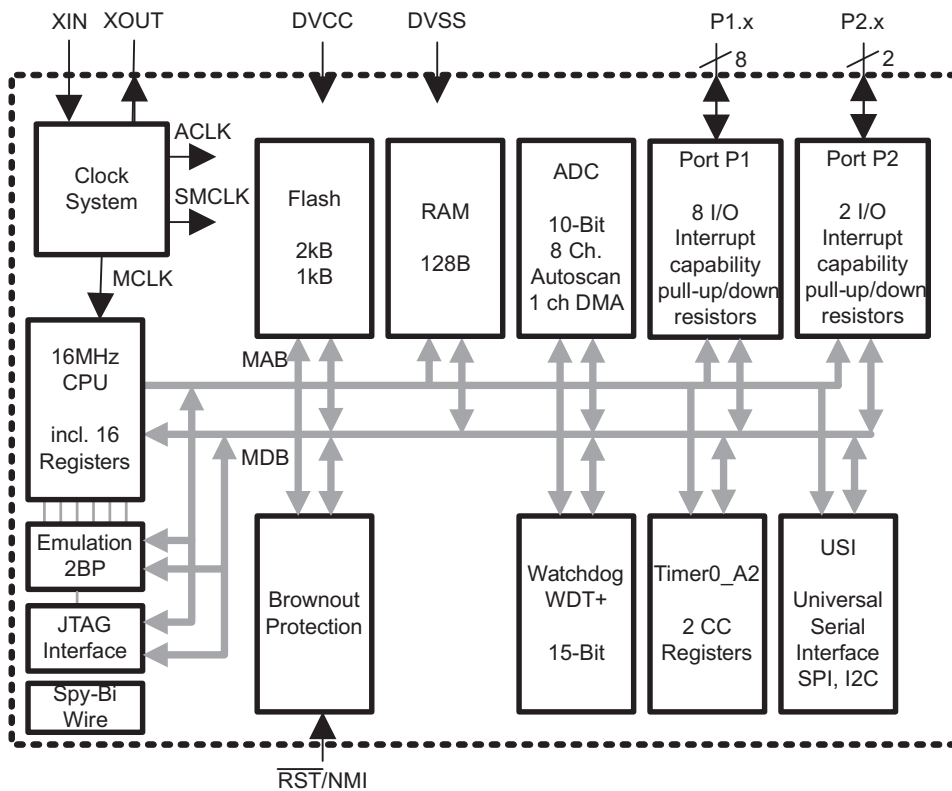 XIN
XOUT
DVCC
DVSS
P1.x
P2.x
8
2
Clock
System
ACLK
SMCLK
MCLK
Flash
2kB
1kB
RAM
128B
ADC
10-Bit
8 Ch.
Autoscan
1 ch DMA
Port P1
8 I/O
Interrupt
capability
pull-up/down
resistors
Port P2
2 I/O
Interrupt
capability
pull-up/down
resistors
16MHz
CPU
incl. 16
Registers
MAB
MDB
Emulation
2BP
JTAG
Interface
Spy-Bi
Wire
Brownout
Protection
Watchdog
WDT+
15-Bit
Timer0_A2
2 CC
Registers
USI
Universal
Serial
Interface
SPI, I2C
RST/NMI